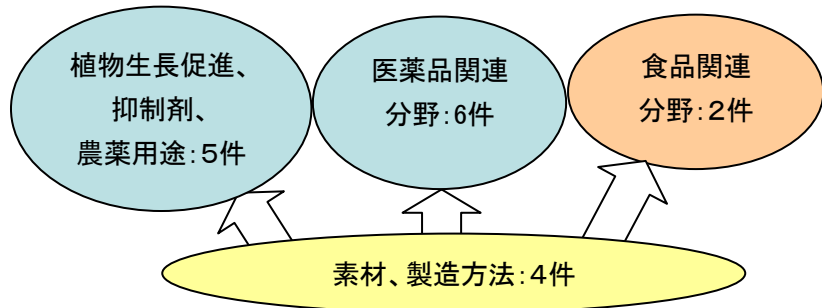 植物生長促進、
抑制剤、
農薬用途:5件
医薬品関連
分野:6件
食品関連
分野:2件
素材、製造方法:4件